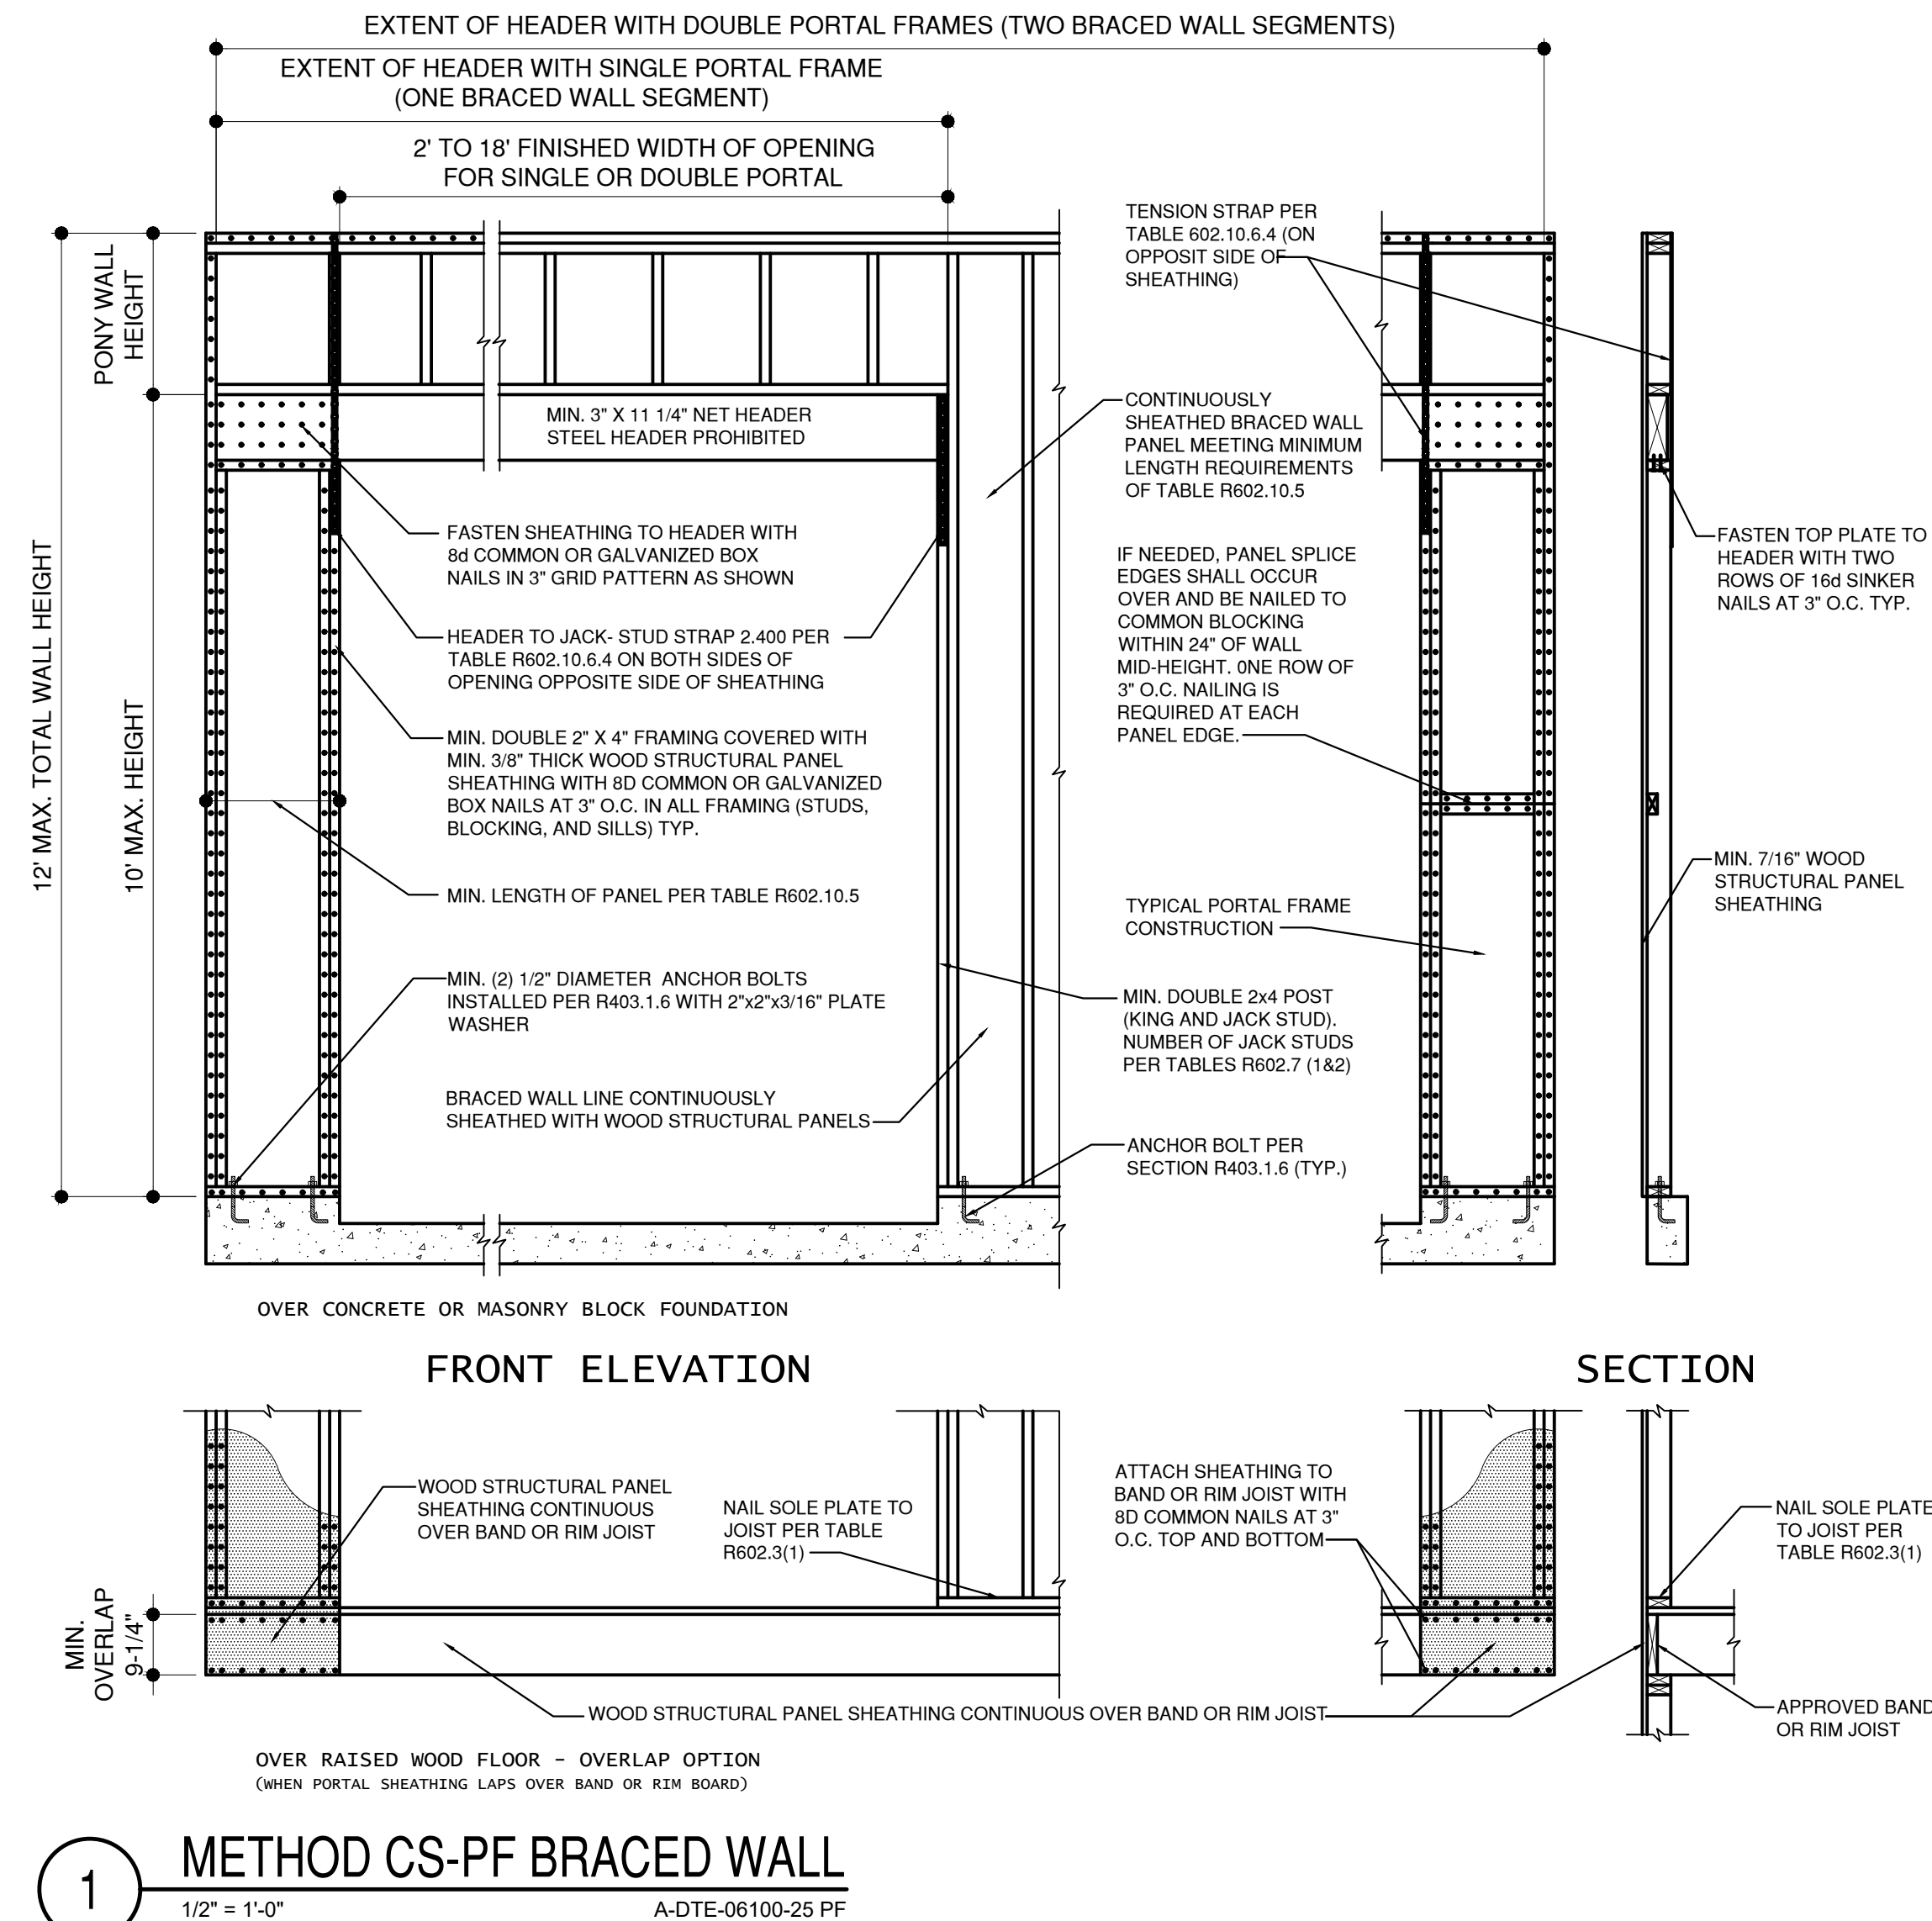 EXTENT OF HEADER WITH DOUBLE PORTAL FRAMES (TWO BRACED WALL SEGMENTS)
EXTENT OF HEADER WITH SINGLE PORTAL FRAME
(ONE BRACED WALL SEGMENT)
2' TO 18' FINISHED WIDTH OF OPENING
FOR SINGLE OR DOUBLE PORTAL
12' MAX. TOTAL WALL HEIGHT
PONY WALL
HEIGHT
10' MAX. HEIGHT
MIN. 3" X 11 1/4" NET HEADER
STEEL HEADER PROHIBITED
FASTEN SHEATHING TO HEADER WITH
8d COMMON OR GALVANIZED BOX
NAILS IN 3" GRID PATTERN AS SHOWN
HEADER TO JACK- STUD STRAP 2.400 PER
TABLE R602.10.6.4 ON BOTH SIDES OF
OPENING OPPOSITE SIDE OF SHEATHING
MIN. DOUBLE 2" X 4" FRAMING COVERED WITH
MIN. 3/8" THICK WOOD STRUCTURAL PANEL
SHEATHING WITH 8D COMMON OR GALVANIZED
BOX NAILS AT 3" O.C. IN ALL FRAMING (STUDS,
BLOCKING, AND SILLS) TYP.
MIN. LENGTH OF PANEL PER TABLE R602.10.5
MIN. (2) 1/2" DIAMETER  ANCHOR BOLTS
INSTALLED PER R403.1.6 WITH 2"x2"x3/16" PLATE
WASHER
BRACED WALL LINE CONTINUOUSLY
SHEATHED WITH WOOD STRUCTURAL PANELS
TENSION STRAP PER
TABLE 602.10.6.4 (ON
OPPOSIT SIDE OF
SHEATHING)
CONTINUOUSLY
SHEATHED BRACED WALL
PANEL MEETING MINIMUM
LENGTH REQUIREMENTS
OF TABLE R602.10.5
IF NEEDED, PANEL SPLICE
EDGES SHALL OCCUR
OVER AND BE NAILED TO
COMMON BLOCKING
WITHIN 24" OF WALL
MID-HEIGHT. 0NE ROW OF
3" O.C. NAILING IS
REQUIRED AT EACH
PANEL EDGE.
TYPICAL PORTAL FRAME
CONSTRUCTION
MIN. DOUBLE 2x4 POST
(KING AND JACK STUD).
NUMBER OF JACK STUDS
PER TABLES R602.7 (1&2)
ANCHOR BOLT PER
SECTION R403.1.6 (TYP.)
FASTEN TOP PLATE TO
HEADER WITH TWO
ROWS OF 16d SINKER
NAILS AT 3" O.C. TYP.
MIN. 7/16" WOOD
STRUCTURAL PANEL
SHEATHING
OVER CONCRETE OR MASONRY BLOCK FOUNDATION
FRONT ELEVATION
SECTION
WOOD STRUCTURAL PANEL
SHEATHING CONTINUOUS
OVER BAND OR RIM JOIST
NAIL SOLE PLATE TO
JOIST PER TABLE
R602.3(1)
ATTACH SHEATHING TO
BAND OR RIM JOIST WITH
8D COMMON NAILS AT 3"
O.C. TOP AND BOTTOM
NAIL SOLE PLATE
TO JOIST PER
TABLE R602.3(1)
MIN.
OVERLAP
9-1/4"
WOOD STRUCTURAL PANEL SHEATHING CONTINUOUS OVER BAND OR RIM JOIST
APPROVED BAND
OR RIM JOIST
OVER RAISED WOOD FLOOR - OVERLAP OPTION
(WHEN PORTAL SHEATHING LAPS OVER BAND OR RIM BOARD)
1
METHOD CS-PF BRACED WALL
1/2" = 1'-0"
A-DTE-06100-25 PF